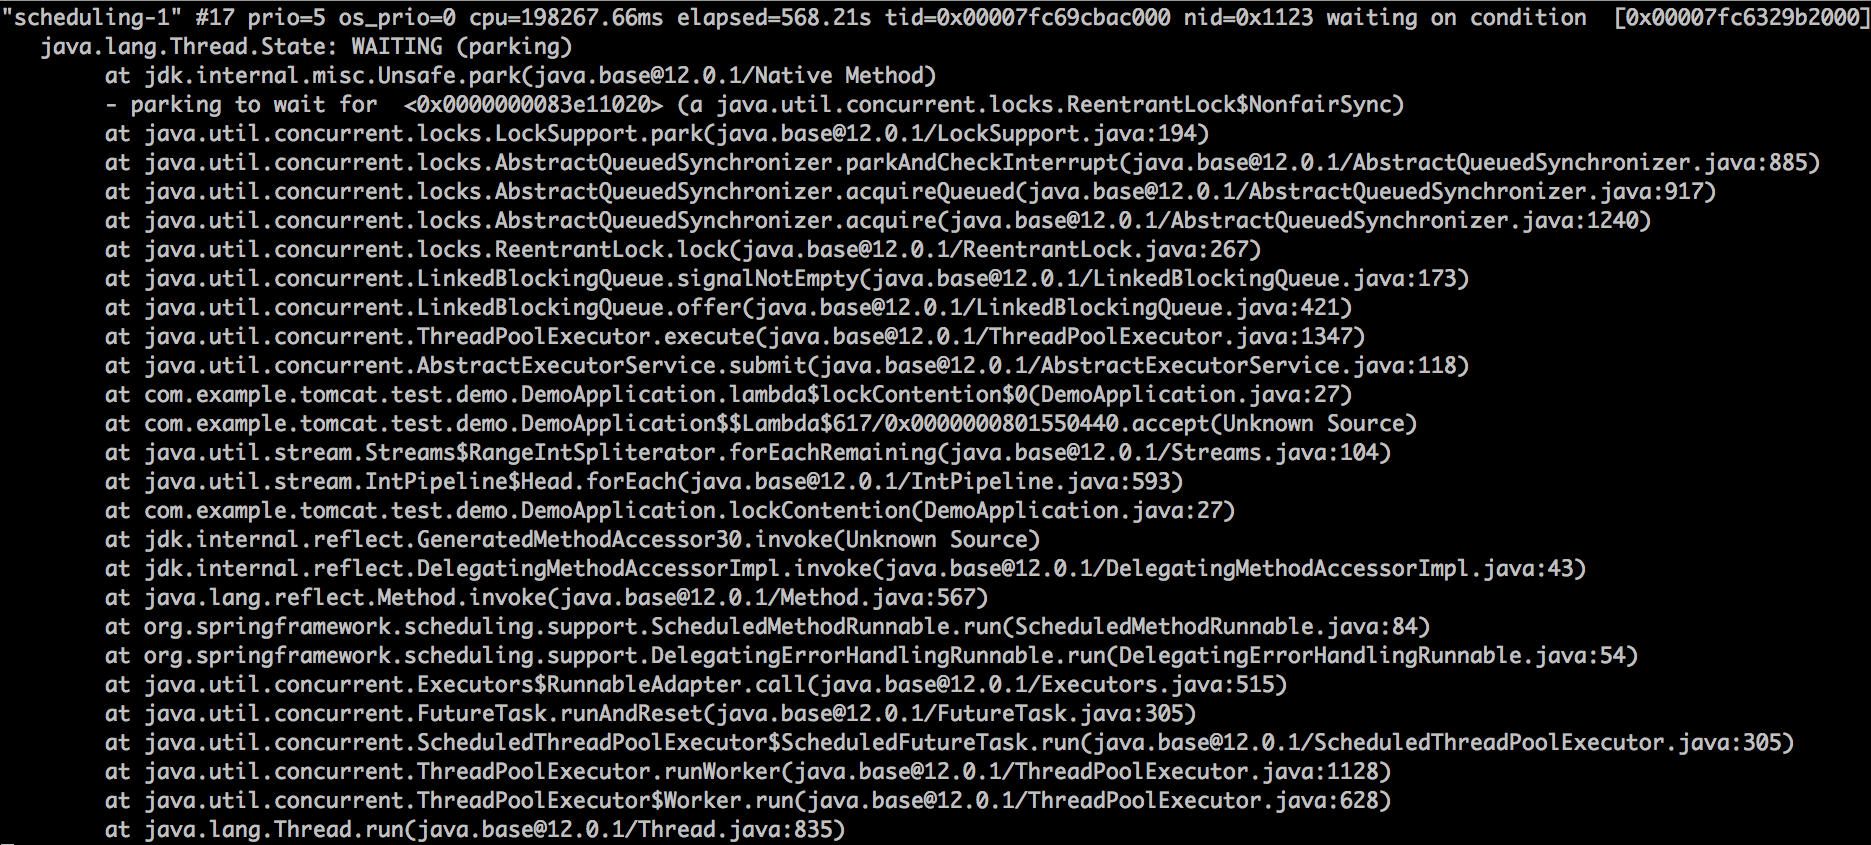 "scheduling-1" #17 prio=5 os_prio=0 cpu=198267.66ms elapsed=568.21s tid=0x00007fc69cbac000 nid=0x1123 waiting on condition  [0x00007fc6329b2000]
   java.lang.Thread.State: WAITING (parking)
        at jdk.internal.misc.Unsafe.park(java.base@12.0.1/Native Method)
        - parking to wait for  <0x0000000083e11020> (a java.util.concurrent.locks.ReentrantLock$NonfairSync)
        at java.util.concurrent.locks.LockSupport.park(java.base@12.0.1/LockSupport.java:194)
        at java.util.concurrent.locks.AbstractQueuedSynchronizer.parkAndCheckInterrupt(java.base@12.0.1/AbstractQueuedSynchronizer.java:885)
        at java.util.concurrent.locks.AbstractQueuedSynchronizer.acquireQueued(java.base@12.0.1/AbstractQueuedSynchronizer.java:917)
        at java.util.concurrent.locks.AbstractQueuedSynchronizer.acquire(java.base@12.0.1/AbstractQueuedSynchronizer.java:1240)
        at java.util.concurrent.locks.ReentrantLock.lock(java.base@12.0.1/ReentrantLock.java:267)
        at java.util.concurrent.LinkedBlockingQueue.signalNotEmpty(java.base@12.0.1/LinkedBlockingQueue.java:173)
        at java.util.concurrent.LinkedBlockingQueue.offer(java.base@12.0.1/LinkedBlockingQueue.java:421)
        at java.util.concurrent.ThreadPoolExecutor.execute(java.base@12.0.1/ThreadPoolExecutor.java:1347)
        at java.util.concurrent.AbstractExecutorService.submit(java.base@12.0.1/AbstractExecutorService.java:118)
        at com.example.tomcat.test.demo.DemoApplication.lambda$lockContention$0(DemoApplication.java:27)
        at com.example.tomcat.test.demo.DemoApplication$$Lambda$617/0x0000000801550440.accept(Unknown Source)
        at java.util.stream.Streams$RangeIntSpliterator.forEachRemaining(java.base@12.0.1/Streams.java:104)
        at java.util.stream.IntPipeline$Head.forEach(java.base@12.0.1/IntPipeline.java:593)
        at com.example.tomcat.test.demo.DemoApplication.lockContention(DemoApplication.java:27)
        at jdk.internal.reflect.GeneratedMethodAccessor30.invoke(Unknown Source)
        at jdk.internal.reflect.DelegatingMethodAccessorImpl.invoke(java.base@12.0.1/DelegatingMethodAccessorImpl.java:43)
        at java.lang.reflect.Method.invoke(java.base@12.0.1/Method.java:567)
        at org.springframework.scheduling.support.ScheduledMethodRunnable.run(ScheduledMethodRunnable.java:84)
        at org.springframework.scheduling.support.DelegatingErrorHandlingRunnable.run(DelegatingErrorHandlingRunnable.java:54)
        at java.util.concurrent.Executors$RunnableAdapter.call(java.base@12.0.1/Executors.java:515)
        at java.util.concurrent.FutureTask.runAndReset(java.base@12.0.1/FutureTask.java:305)
        at java.util.concurrent.ScheduledThreadPoolExecutor$ScheduledFutureTask.run(java.base@12.0.1/ScheduledThreadPoolExecutor.java:305)
        at java.util.concurrent.ThreadPoolExecutor.runWorker(java.base@12.0.1/ThreadPoolExecutor.java:1128)
        at java.util.concurrent.ThreadPoolExecutor$Worker.run(java.base@12.0.1/ThreadPoolExecutor.java:628)
        at java.lang.Thread.run(java.base@12.0.1/Thread.java:835)